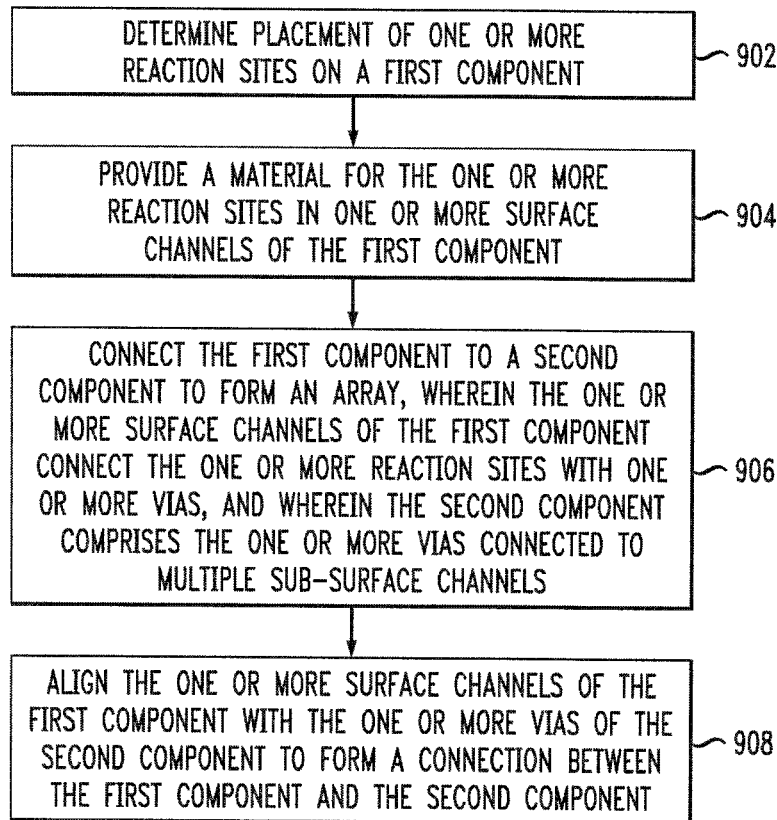 DETERMINE PLACEMENT OF ONE OR MORE
REACTION SITES ON A FIRST COMPONENT
902
PROVIDE A MATERIAL FOR THE ONE OR MORE
REACTION SITES IN ONE OR MORE SURFACE
CHANNELS OF THE FIRST COMPONENT
904
CONNECT THE FIRST COMPONENT TO A SECOND
COMPONENT TO FORM AN ARRAY, WHEREIN THE ONE OR
MORE SURFACE CHANNELS OF THE FIRST COMPONENT
CONNECT THE ONE OR MORE REACTION SITES WITH ONE
OR MORE VIAS, AND WHEREIN THE SECOND COMPONENT
COMPRISES THE ONE OR MORE VIAS CONNECTED TO
MULTIPLE SUB-SURFACE CHANNELS
906
ALIGN THE ONE OR MORE SURFACE CHANNELS OF THE
FIRST COMPONENT WITH THE ONE OR MORE VIAS OF THE
SECOND COMPONENT TO FORM A CONNECTION BETWEEN
THE FIRST COMPONENT AND THE SECOND COMPONENT
908